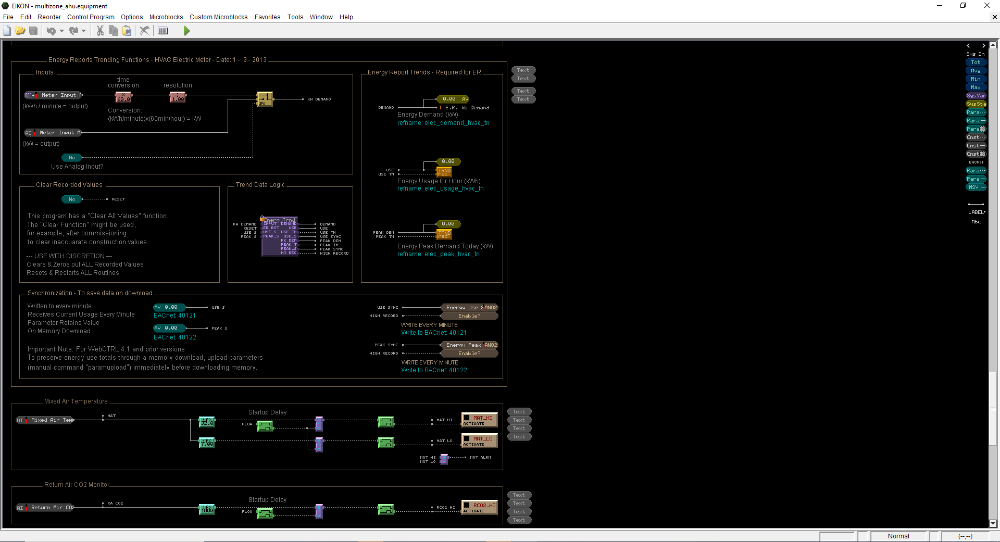 EIKON - multizone_ahu.equipment
File Edit Reorder Control Program Options Microblocks Custom Microblocks Favorites Tools Window Help
Energy Reports Trending Functions - HVAC Electric Meter - Date: 1 - 9 - 2013
Inputs
time
conversion
resolution
Meter Input
×
60.0
÷
1.00
SW
KW DEMAND
(kWh / minute = output)
Conversion:
(kWh/minute)x(60min/hour) = kW
AI Meter Input
(kW = output)
No
Use Analog Input?
Energy Report Trends - Required for ER
0.00 AV
DEMAND
T:E.R. kW Demand
Energy Demand (kW)
refname: elec_demand_hvac_tn
0.00
USE
USE TN
TRND
rec
Energy Usage for Hour (kWh)
refname: elec_usage_hvac_tn
0.00
PEAK DEM
PEAK TN
TRND
rec
Energy Peak Demand Today (kW)
refname: elec_peak_hvac_tn
Text
Text
Text
Text
Clear Recorded Values
No
RESET
This program has a "Clear All Values" function.
The "Clear Function" might be used,
for example, after commissioning
to clear inaccuarate construction values.
--- USE WITH DISCRETION ---
Clears & Zeros out ALL Recorded Values
Resets & Restarts ALL Routines
Trend Data Logic
EnergyTrnd
KW DEMAND INPUT DEMAND DEMAND
RESET ER RST USE USE
USE S USE_S USE TN USE TN
PEAK S PEAK_S USE_S USE SYNC
PK DEM PEAK DEM
PEAK T PEAK TN
PEAK_S PEAK SYNC
HI REC HIGH RECORD
Synchronization - To save data on download
Written to every minute
Receives Current Usage Every Minute
Parameter Retains Value
On Memory Download
AV 0.00 USE S
BACnet: 40121
AV 0.00 PEAK S
BACnet: 40122
Important Note: For WebCTRL 4.1 and prior versions
To preserve energy use totals through a memory download, upload parameters
(manual command "paramupload") immediately before downloading memory.
USE SYNC Energy Use ANO2
HIGH RECORD Enable?
WRITE EVERY MINUTE
Write to BACnet: 40121
PEAK SYNC Energy Peak ANO2
HIGH RECORD Enable?
WRITE EVERY MINUTE
Write to BACnet: 40122
Mixed Air Temperature
AI Mixed Air Tem
MAT
if>
32.0
Startup Delay
FLOW
MAT HI
MAT_HI
ACTIVATE
if<
7.00
MAT LO
MAT_LO
ACTIVATE
MAT HI
MAT LO
MAT ALRM
Text
Text
Text
Text
Return Air CO2 Monitor
AI Return Air CO2
RA CO2
if>
1000
Startup Delay
FLOW
RCO2 HI
RCO2_HI
ACTIVATE
Text
Text
Text
Text
Sys In
Tot
Avg
Min
Max
SysVar
SysSta
Para
Para
Para
Cnst
Cnst
Cnst
BACNET
Para
Para
MSV
LABEL
Abc
Normal
(--,--)